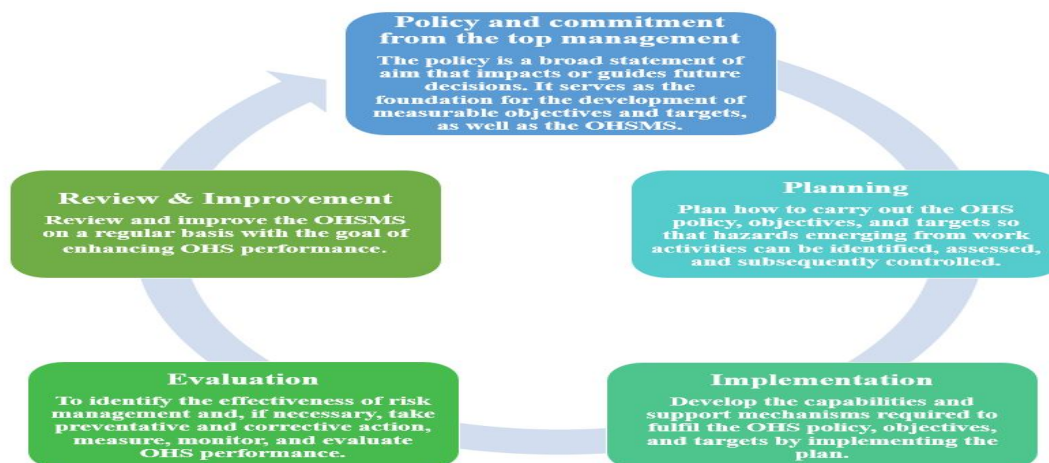 Policy and commitment
from the top management
The policy is a broad statement of
aim that impacts or guides future
decisions. It serves as the
foundation for the development of
measurable objectives and targets,
as well as the OHSMS.
Planning
Plan how to carry out the OHS
policy, objectives, and targets so
that hazards emerging from work
activities can be identified, assessed,
and subsequently controlled.
Implementation
Develop the capabilities and
support mechanisms required to
fulfil the OHS policy, objectives,
and targets by implementing the
plan.
Evaluation
To identify the effectiveness of risk
management and, if necessary, take
preventative and corrective action,
measure, monitor, and evaluate
OHS performance.
Review & Improvement
Review and improve the OHSMS
on a regular basis with the goal of
enhancing OHS performance.